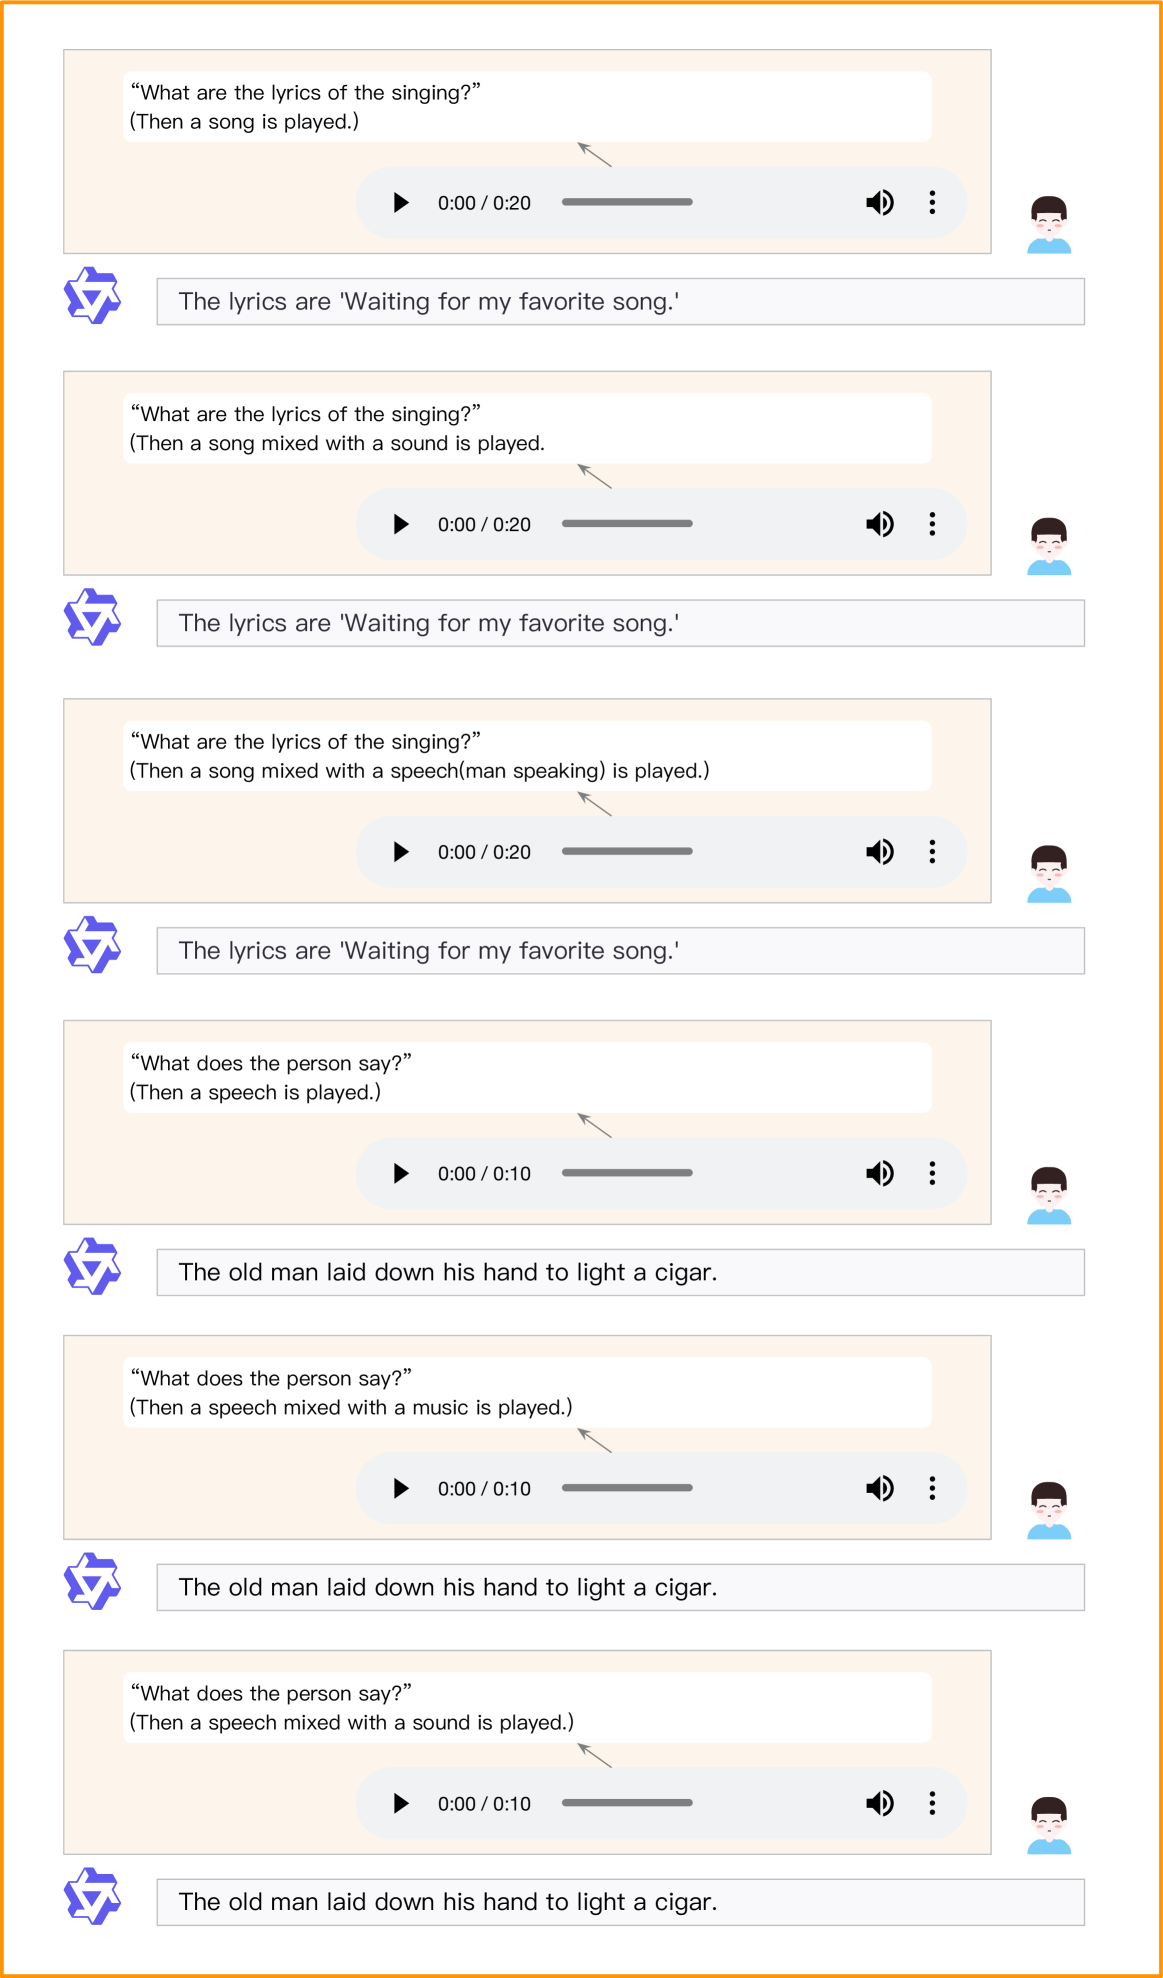 “What are the lyrics of the singing?”
(Then a song is played.)
0:00 / 0:20
The lyrics are 'Waiting for my favorite song.'
“What are the lyrics of the singing?”
(Then a song mixed with a sound is played.
0:00 / 0:20
The lyrics are 'Waiting for my favorite song.'
“What are the lyrics of the singing?”
(Then a song mixed with a speech(man speaking) is played.)
0:00 / 0:20
The lyrics are 'Waiting for my favorite song.'
“What does the person say?”
(Then a speech is played.)
0:00 / 0:10
The old man laid down his hand to light a cigar.
“What does the person say?”
(Then a speech mixed with a music is played.)
0:00 / 0:10
The old man laid down his hand to light a cigar.
“What does the person say?”
(Then a speech mixed with a sound is played.)
0:00 / 0:10
The old man laid down his hand to light a cigar.